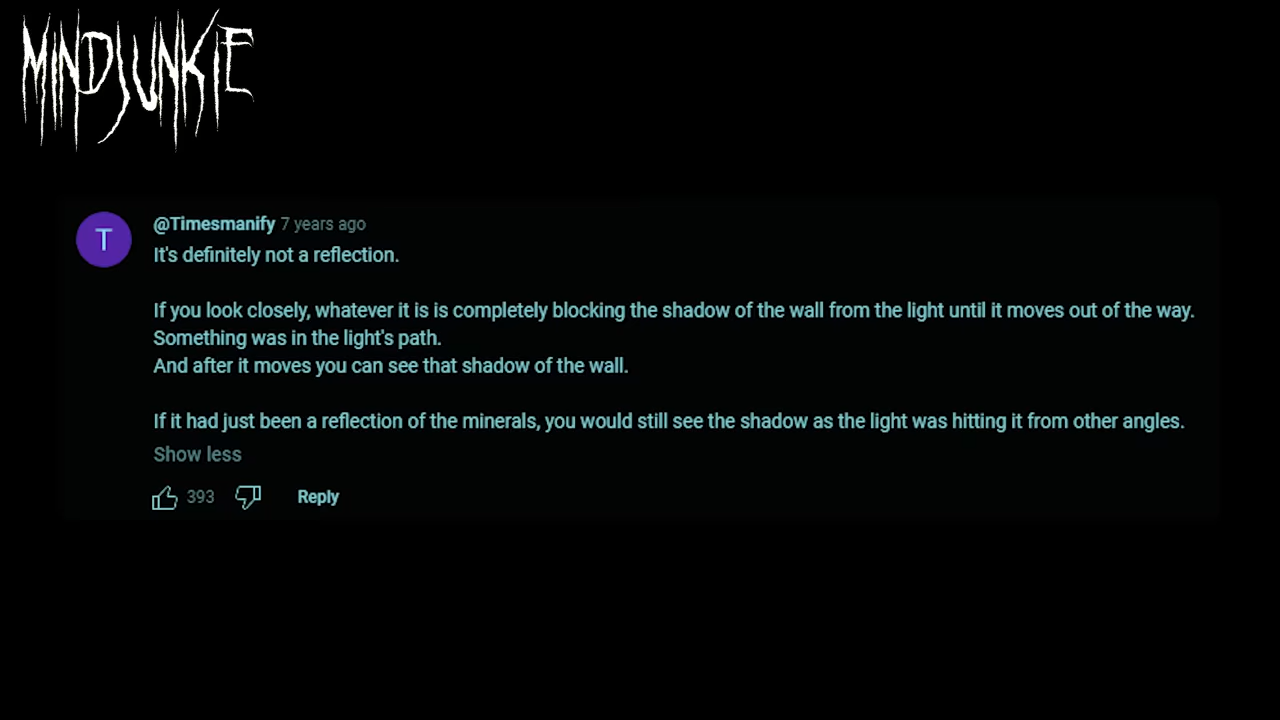 MINDJUNKIE
T
@Timesmanify 7 years ago
It's definitely not a reflection.
If you look closely, whatever it is is completely blocking the shadow of the wall from the light until it moves out of the way.
Something was in the light's path.
And after it moves you can see that shadow of the wall.
If it had just been a reflection of the minerals, you would still see the shadow as the light was hitting it from other angles.
Show less
393 Reply